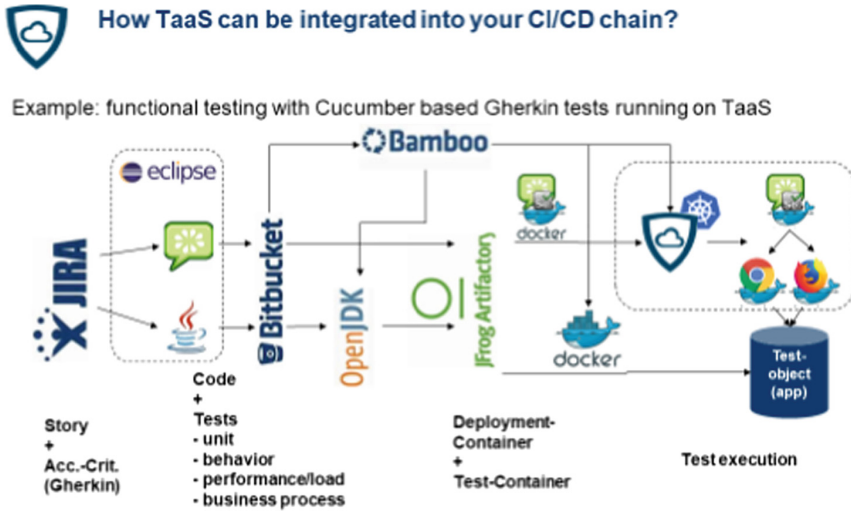 How TaaS can be integrated into your CI/CD chain?
Example: functional testing with Cucumber based Gherkin tests running on TaaS
Bamboo
eclipse
docker
JIRA
Bitbucket
OpenJDK
JFrog Artifactory
docker
Test-
object
(app)
Code
+
Tests
- unit
- behavior
- performance/load
- business process
Story
+
Acc.-Crit.
(Gherkin)
Deployment-
Container
+
Test-Container
Test execution